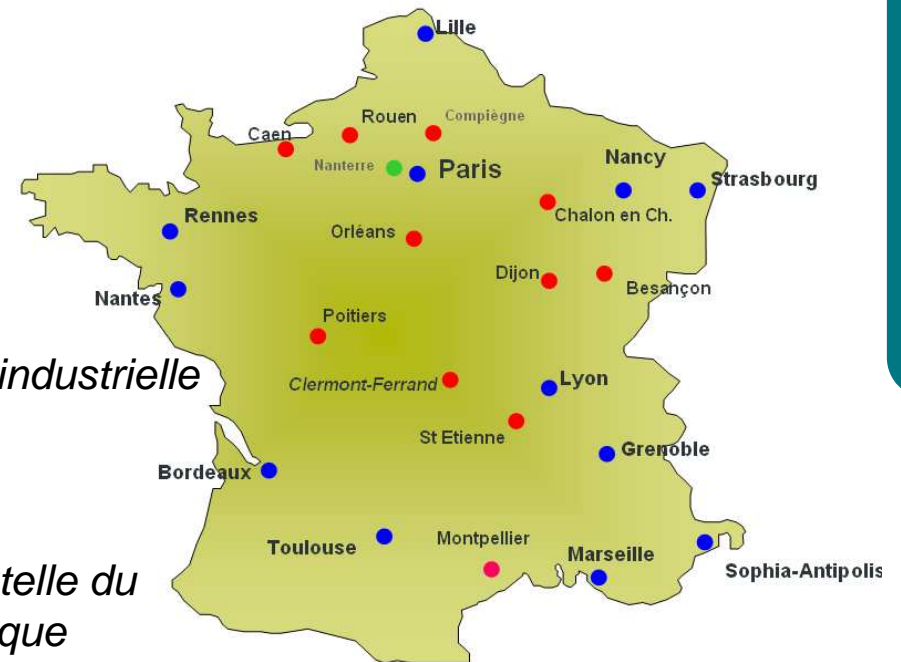 Lille
Rouen
Compiègne
Caen
Nanterre
Paris
Nancy
Strasbourg
Chalon en Ch.
Rennes
Orléans
Dijon
Besançon
Nantes
Poitiers
industrielle
Clermont-Ferrand
Lyon
St Etienne
Grenoble
Bordeaux
Toulouse
Montpellier
Marseille
Sophia-Antipolis
telle du
que